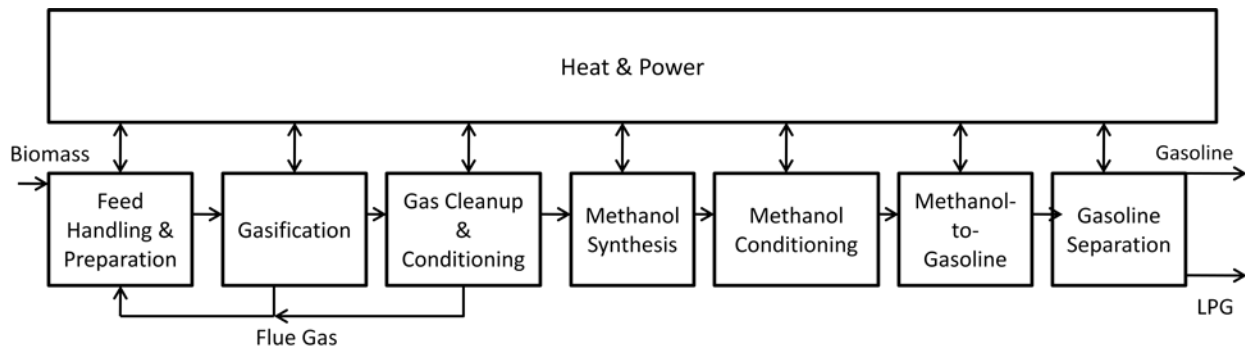 Heat & Power
Biomass
Gasoline
Feed
Handling &
Preparation
Gasification
Gas Cleanup
&
Conditioning
Methanol
Synthesis
Methanol
Conditioning
Methanol-
to-
Gasoline
Gasoline
Separation
Flue Gas
LPG